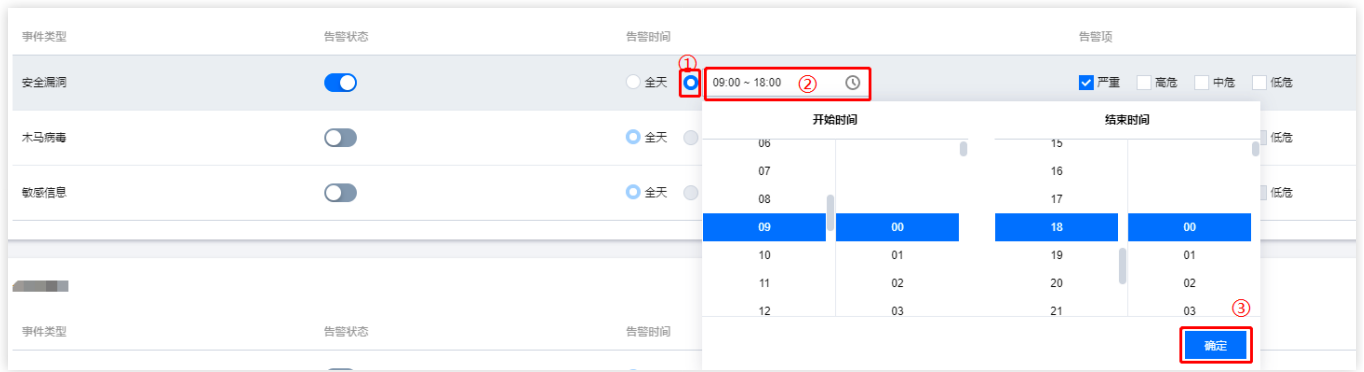 事件类型 告警状态 告警时间 告警项
①
安全漏洞 全天 09:00 ~ 18:00 ② 严重 高危 中危 低危
开始时间 结束时间
木马病毒 全天 低危
06 15
07 16
敏感信息 全天 低危
08 17
09 00 18 00
10 01 19 01
11 02 20 02
12 03 21 03
③
事件类型 告警状态 告警时间
确定